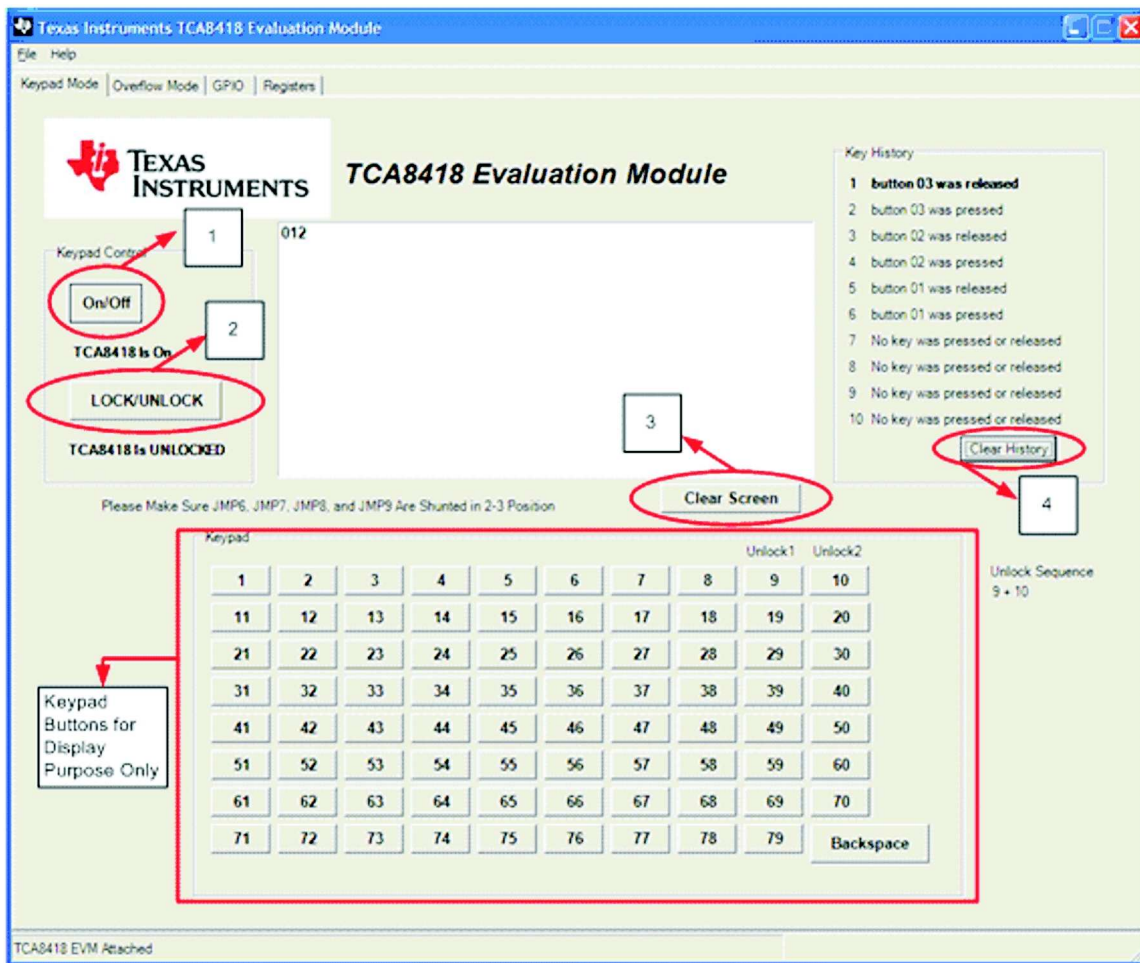 Texas Instruments TCA8418 Evaluation Module
File Help
Keypad Mode Overflow Mode GPIO Registers
TEXAS
INSTRUMENTS
TCA8418 Evaluation Module
Keypad Control
1
On/Off
TCA8418 Is On
2
LOCK/UNLOCK
TCA8418 Is UNLOCKED
012
3
Clear Screen
Key History
1 button 03 was released
2 button 03 was pressed
3 button 02 was released
4 button 02 was pressed
5 button 01 was released
6 button 01 was pressed
7 No key was pressed or released
8 No key was pressed or released
9 No key was pressed or released
10 No key was pressed or released
Clear History
4
Please Make Sure JMP6, JMP7, JMP8, and JMP9 Are Shunted in 2-3 Position
Keypad
Unlock1 Unlock2
1 2 3 4 5 6 7 8 9 10
11 12 13 14 15 16 17 18 19 20
21 22 23 24 25 26 27 28 29 30
31 32 33 34 35 36 37 38 39 40
41 42 43 44 45 46 47 48 49 50
51 52 53 54 55 56 57 58 59 60
61 62 63 64 65 66 67 68 69 70
71 72 73 74 75 76 77 78 79 Backspace
Unlock Sequence
9 + 10
Keypad
Buttons for
Display
Purpose Only
TCA8418 EVM Attached